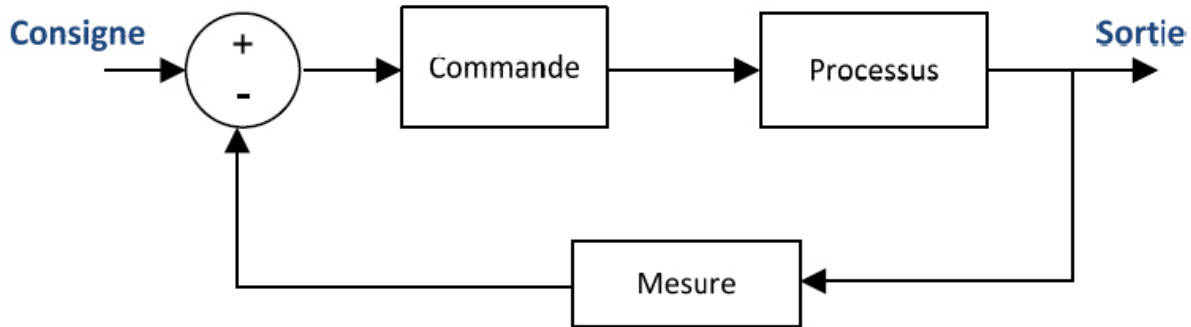 Consigne
+
-
Commande
Processus
Sortie
Mesure